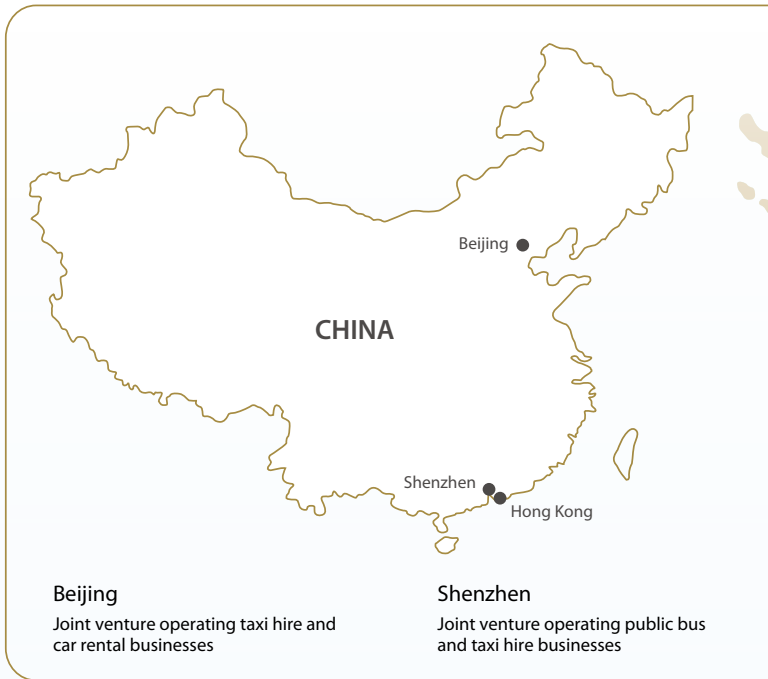 Beijing
CHINA
Shenzhen
Hong Kong
Beijing
Joint venture operating taxi hire and
car rental businesses
Shenzhen
Joint venture operating public bus
and taxi hire businesses